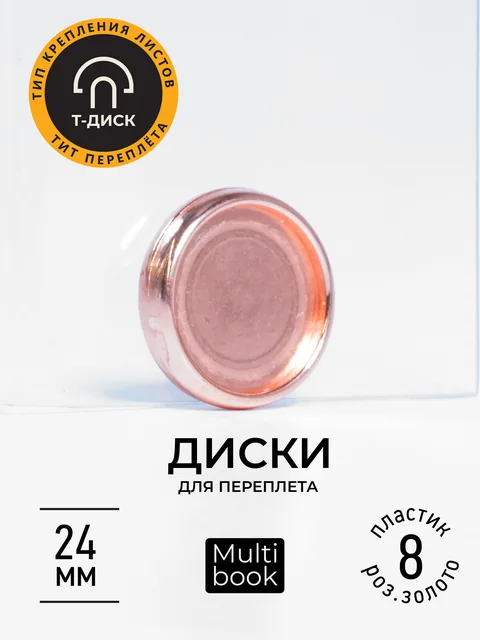 ТИП КРЕПЛЕНИЯ ЛИСТОВ
Т-ДИСК
ТИТ ПЕРЕПЛЁТА
ДИСКИ
ДЛЯ ПЕРЕПЛЕТА
24
ММ
Multi
book
пластик
8
роз.золото